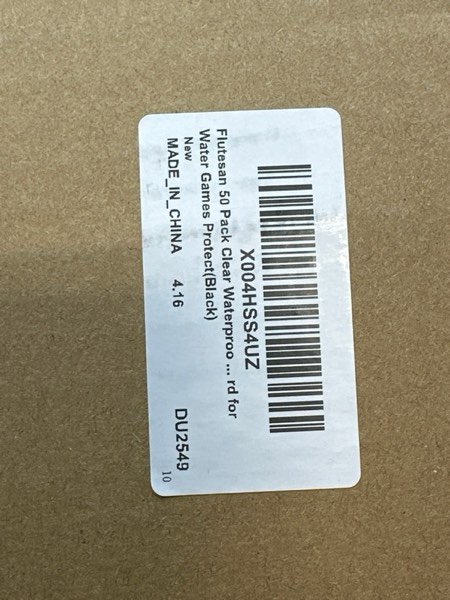 X004HSS4UZ
Flutesan 50 Pack Clear Waterproo ... rd for
Water Games Protect(Black)
New
MADE_IN_CHINA 4.16 DU2549
10